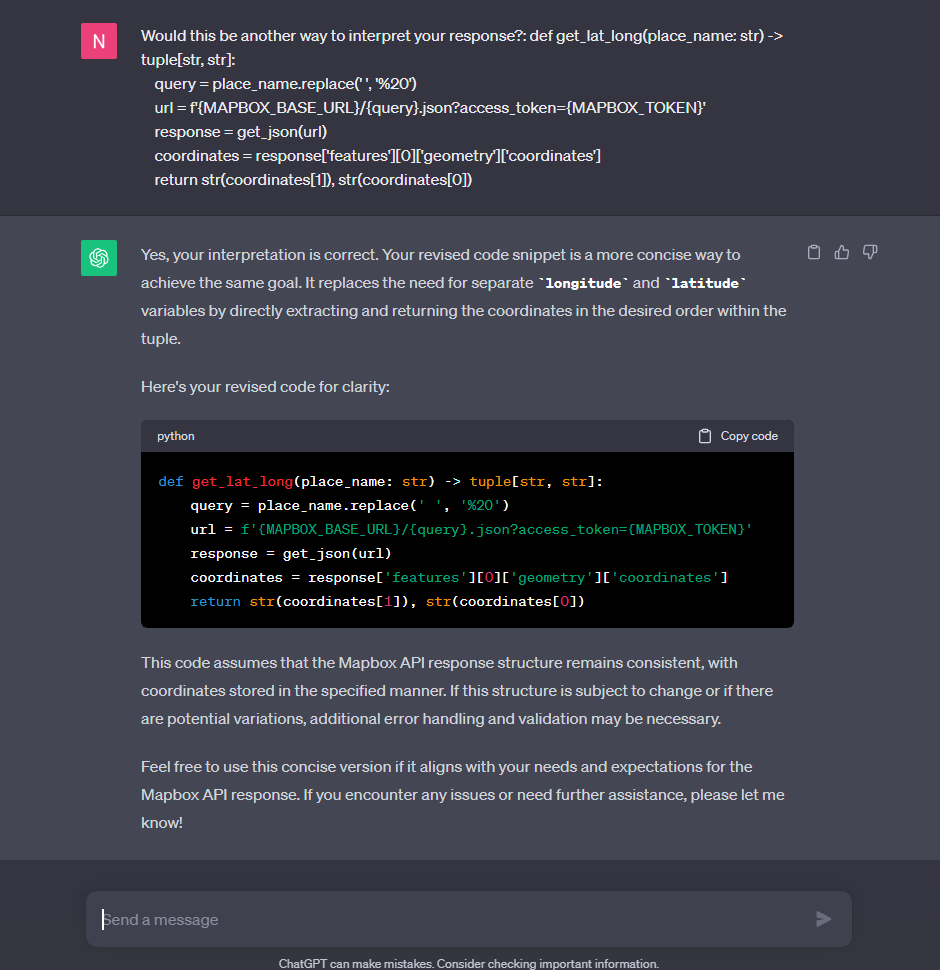 N
Would this be another way to interpret your response?: def get_lat_long(place_name: str) ->
tuple[str, str]:
query = place_name.replace(' ', '%20')
url = f'{MAPBOX_BASE_URL}/{query}.json?access_token={MAPBOX_TOKEN}'
response = get_json(url)
coordinates = response['features'][0]['geometry']['coordinates']
return str(coordinates[1]), str(coordinates[0])
Yes, your interpretation is correct. Your revised code snippet is a more concise way to
achieve the same goal. It replaces the need for separate `longitude` and `latitude`
variables by directly extracting and returning the coordinates in the desired order within the
tuple.
Here's your revised code for clarity:
python Copy code
def get_lat_long(place_name: str) -> tuple[str, str]:
query = place_name.replace(' ', '%20')
url = f'{MAPBOX_BASE_URL}/{query}.json?access_token={MAPBOX_TOKEN}'
response = get_json(url)
coordinates = response['features'][0]['geometry']['coordinates']
return str(coordinates[1]), str(coordinates[0])
This code assumes that the Mapbox API response structure remains consistent, with
coordinates stored in the specified manner. If this structure is subject to change or if there
are potential variations, additional error handling and validation may be necessary.
Feel free to use this concise version if it aligns with your needs and expectations for the
Mapbox API response. If you encounter any issues or need further assistance, please let me
know!
Send a message
ChatGPT can make mistakes. Consider checking important information.